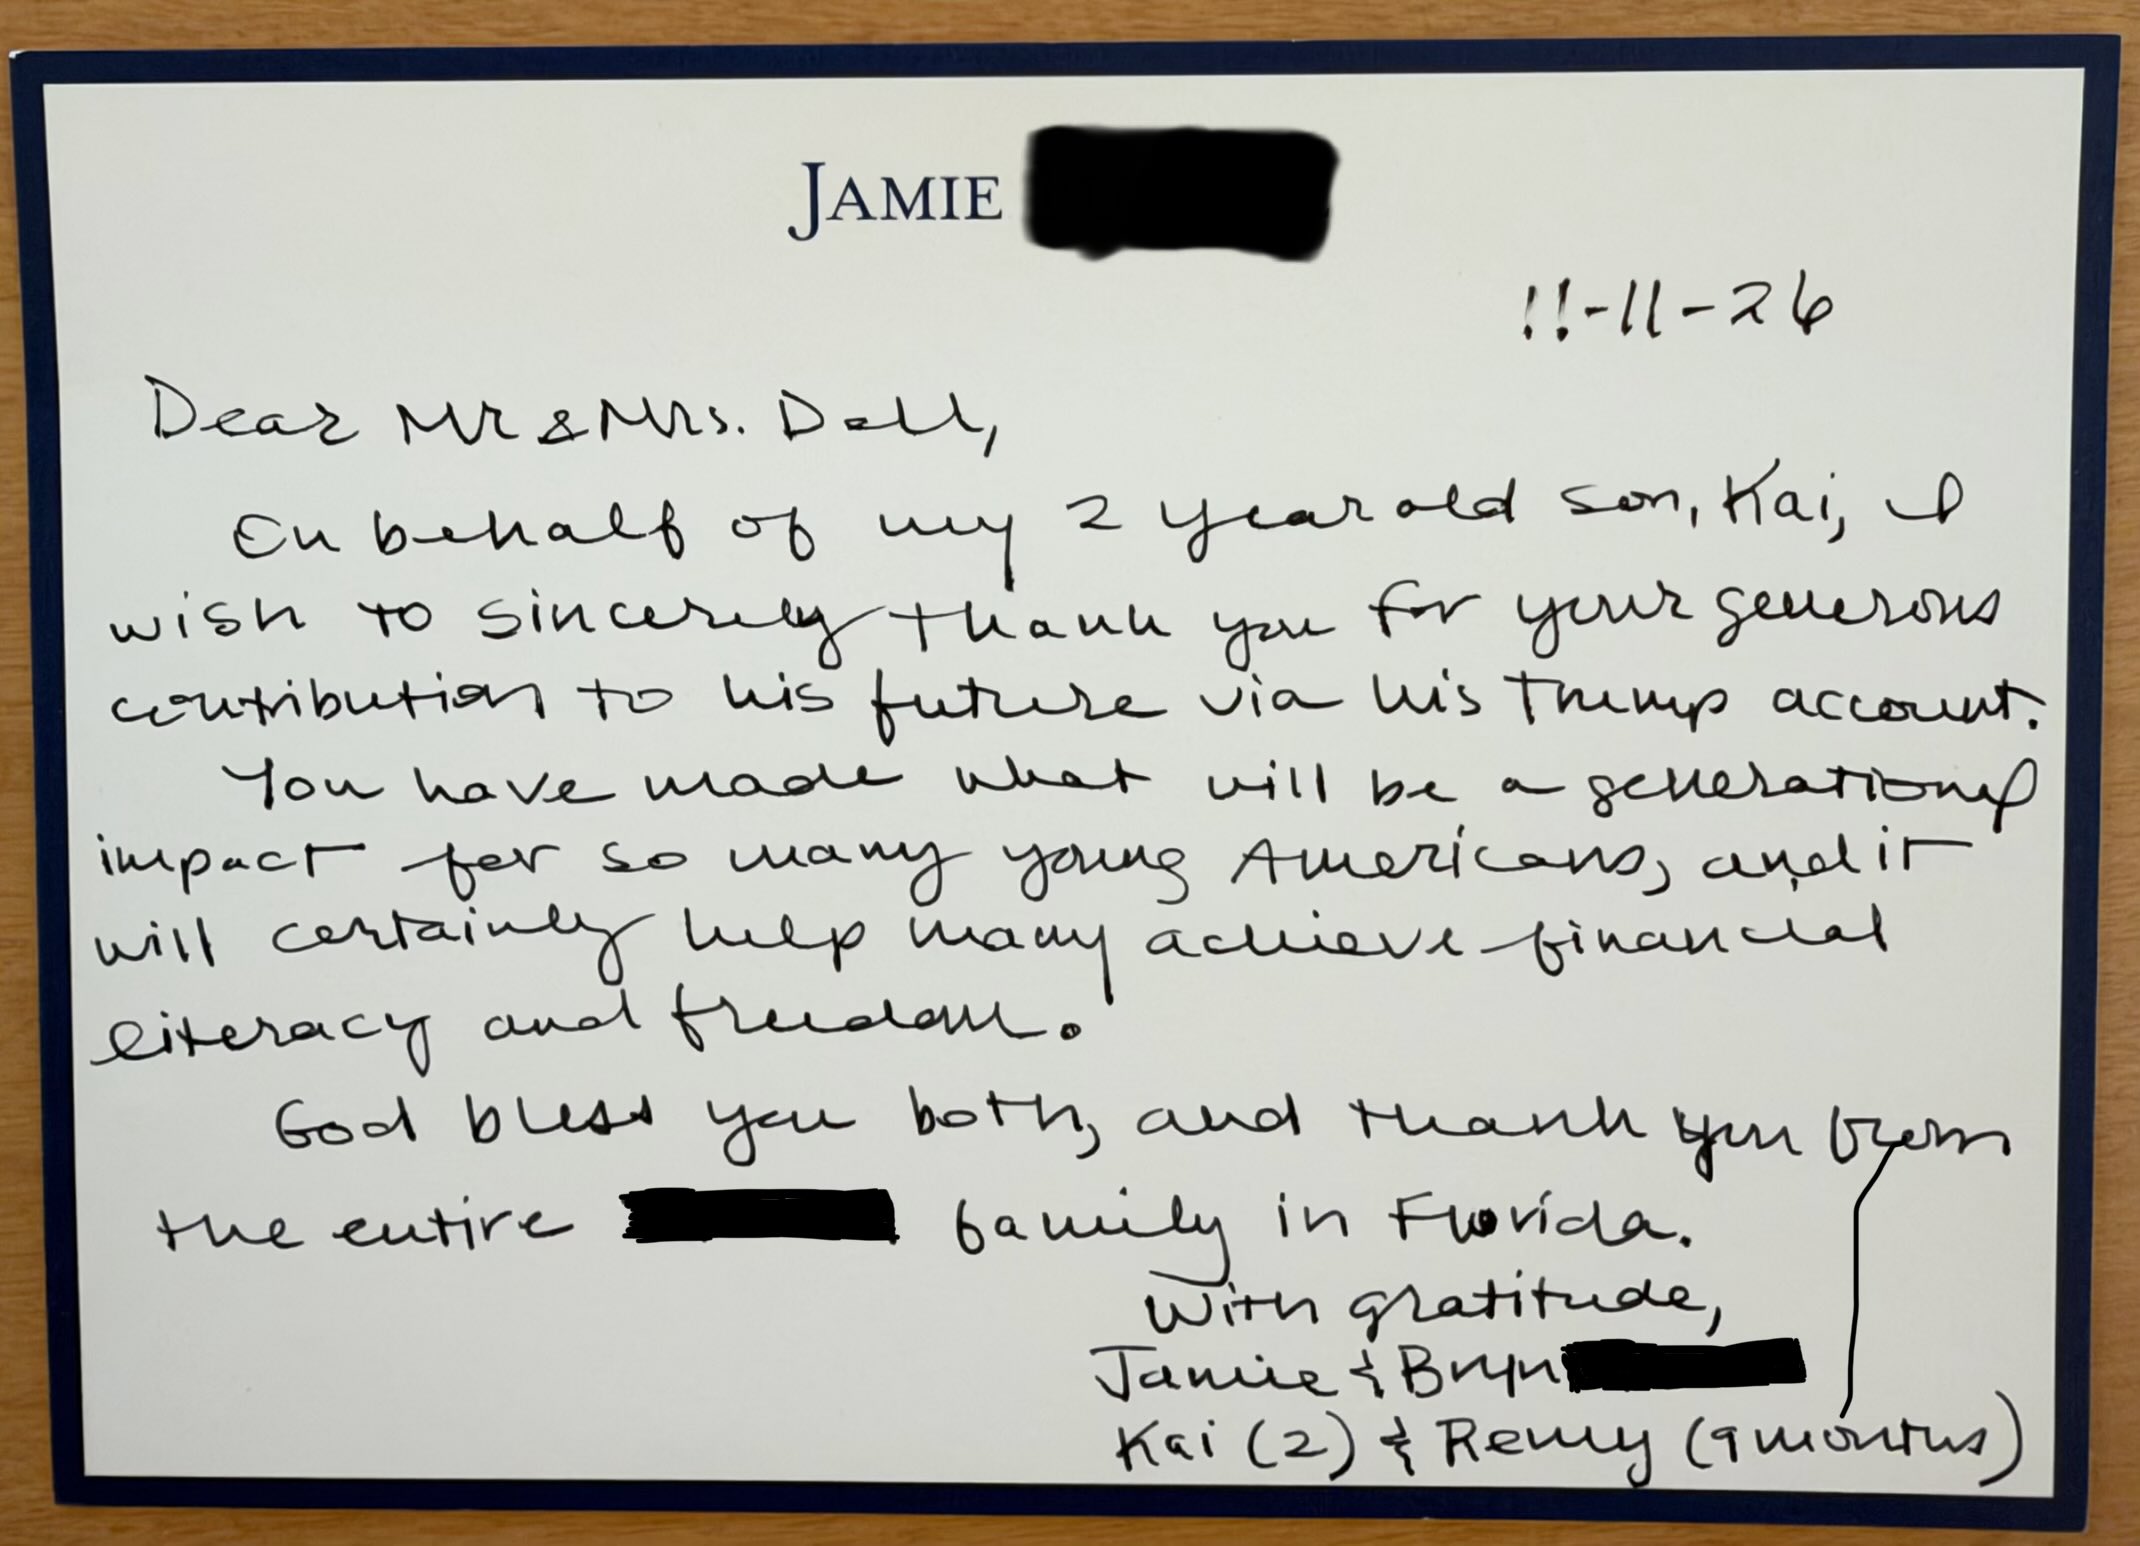 JAMIE
11-11-26
Dear Mr & Mrs. Dell,
On behalf of my 2 year old son, Kai, I
wish to sincerely thank you for your generous
contribution to his future via his Trump account.
You have made what will be a generational
impact for so many young Americans, and it
will certainly help many achieve financial
literacy and freedom.
God bless you both, and thank you from
the entire family in Florida.
With gratitude,
Jamie & Bryn
Kai (2) & Remy (9 months)